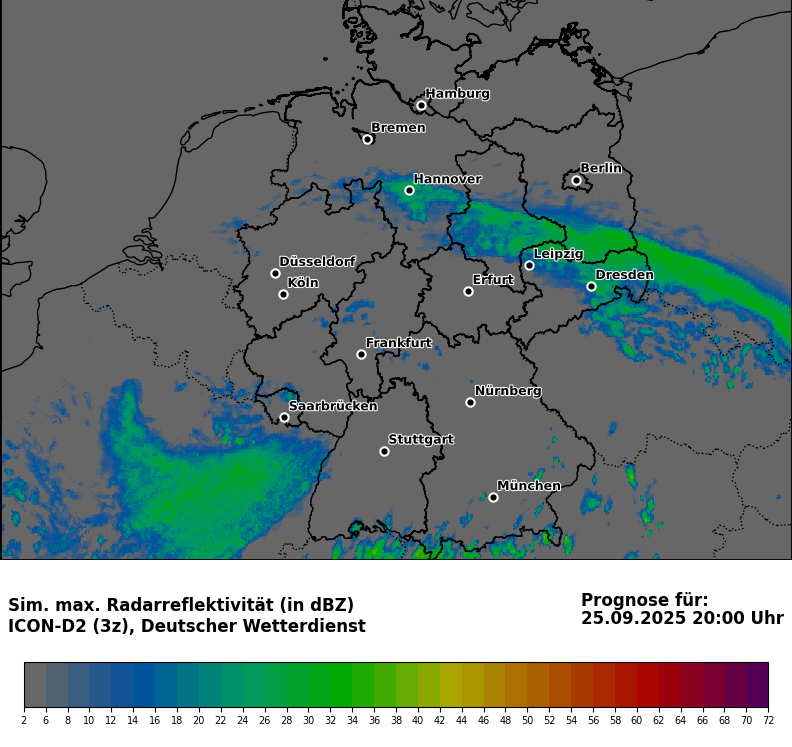 Hamburg
Bremen
Berlin
Hannover
Leipzig
Düsseldorf
Dresden
Köln
Erfurt
Frankfurt
Nürnberg
Saarbrücken
Stuttgart
München
Sim. max. Radarreflektivität (in dBZ)
ICON-D2 (3z), Deutscher Wetterdienst
Prognose für:
25.09.2025 20:00 Uhr
2 6 8 10 12 14 16 18 20 22 24 26 28 30 32 34 36 38 40 42 44 46 48 50 52 54 56 58 62 64 66 68 70 72